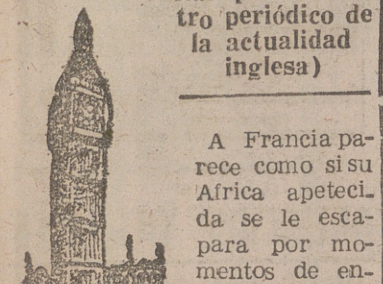 tro periódico de
la actualidad
inglesa)
A Francia pa-
rece como si su
Africa apeteci-
da se le esca-
para por mo-
mentos de en-